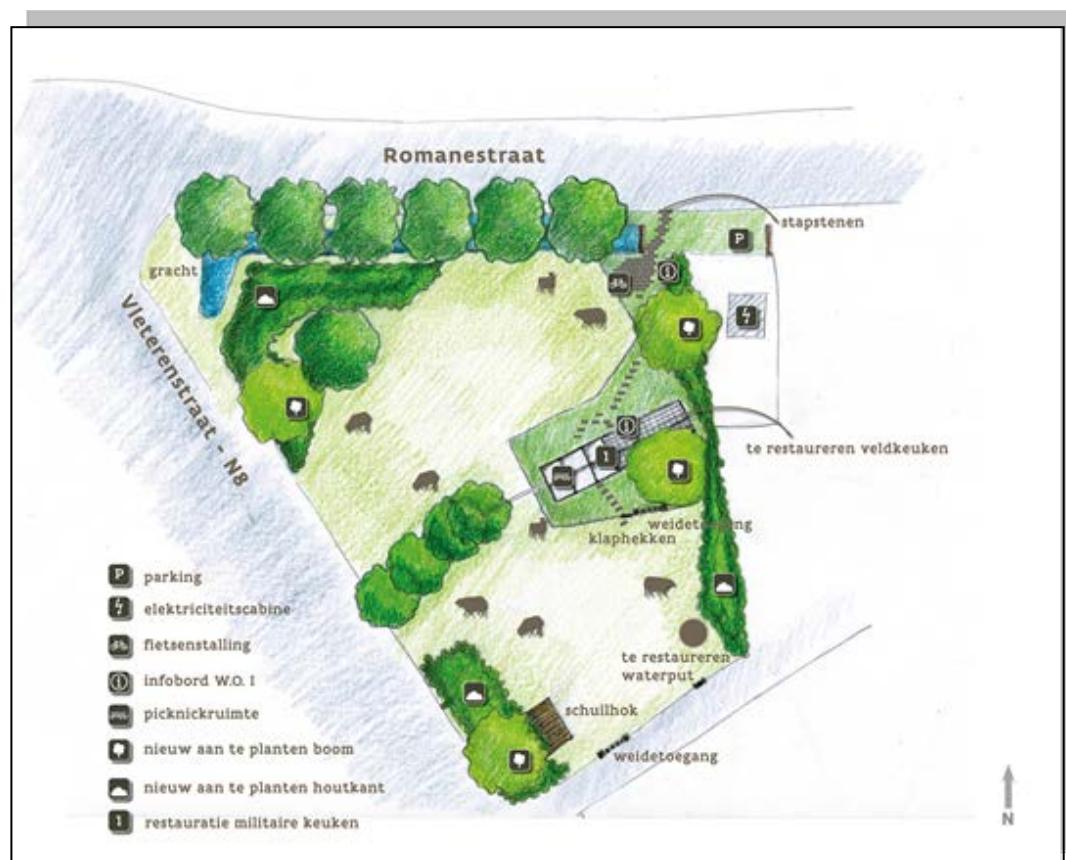 Romanestraat
stapstenen
P
gracht
Vleterenstraat - N8
te restaureren veldkeuken
1
weidetoegang
klaphekken
te restaureren
waterput
schuilhok
weidetoegang
P parking
elektriciteitscabine
fietsenstalling
infobord W.O. I
picknickruimte
nieuw aan te planten boom
nieuw aan te planten houtkant
1 restauratie militaire keuken
N